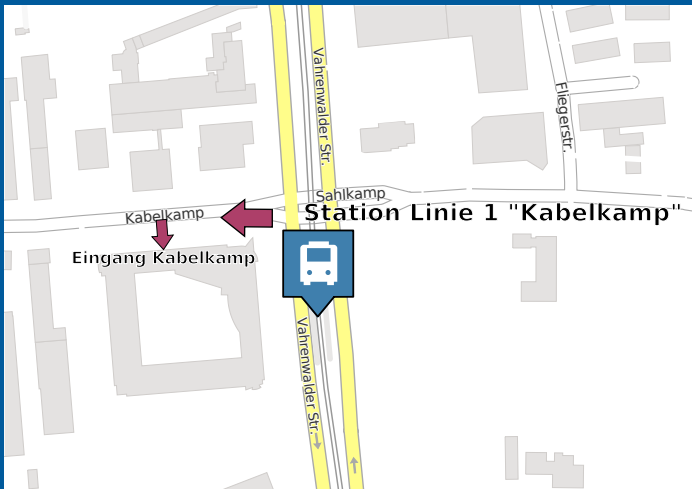 Vahrenwalder Str.
Fliegerstr.
Sahlkamp
Kabelkamp
Station Linie 1 "Kabelkamp"
Eingang Kabelkamp
Vahrenwalder Str.